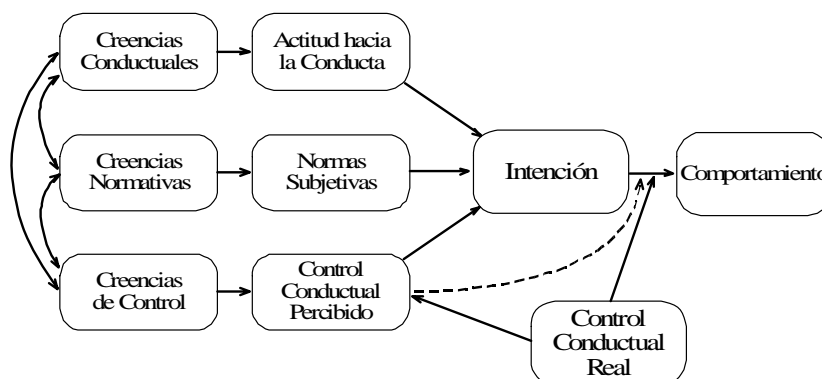 Creencias
Conductuales
Actitud hacia
la Conducta
Creencias
Normativas
Normas
Subjetivas
Intención
Comportamiento
Creencias
de Control
Control
Conductual
Percibido
Control
Conductual
Real